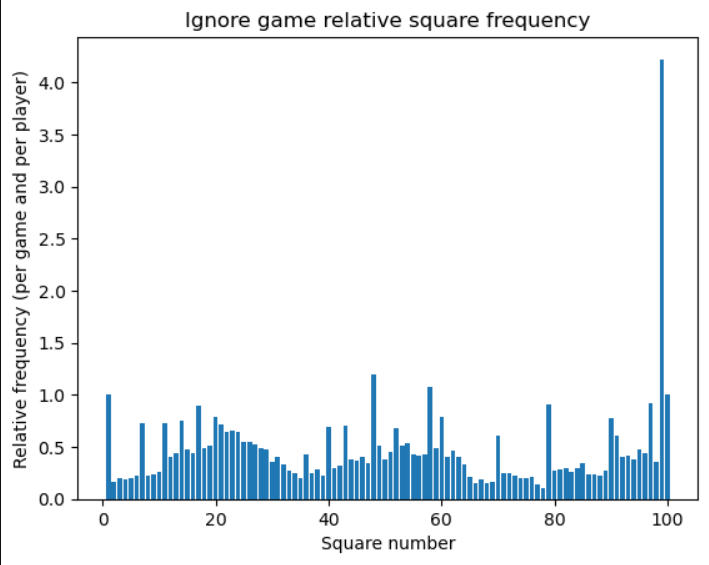 Ignore game relative square frequency
Relative frequency (per game and per player)
4.0
3.5
3.0
2.5
2.0
1.5
1.0
0.5
0.0
0 20 40 60 80 100
Square number